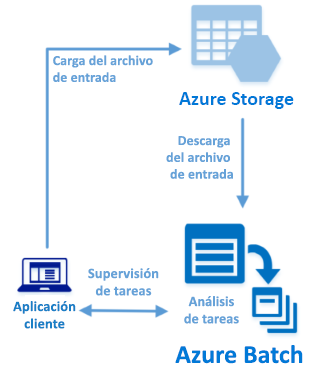 Carga del archivo
de entrada
Azure Storage
Descarga
del archivo
de entrada
Supervisión
de tareas
Aplicación
cliente
Análisis
de tareas
Azure Batch